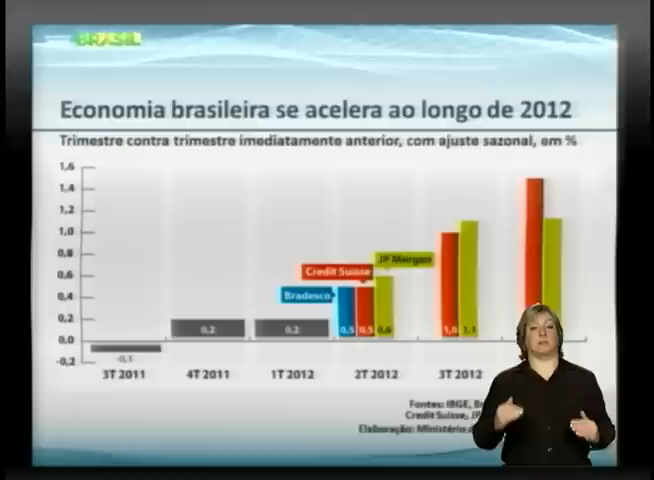 BRASIL
Economia brasileira se acelera ao longo de 2012
Trimestre contra trimestre imediatamente anterior, com ajuste sazonal, em %
1,6
1,4
1,2
1,0
0,8
0,6
0,4
0,2
0,0
-0,2
JP Morgan
Credit Suisse
Bradesco
-0,1
0,2
0,2
0,5
0,5
0,6
1,0
1,1
3T 2011
4T 2011
1T 2012
2T 2012
3T 2012
Fontes: IBGE,
Credit Suisse,
Elaboração: